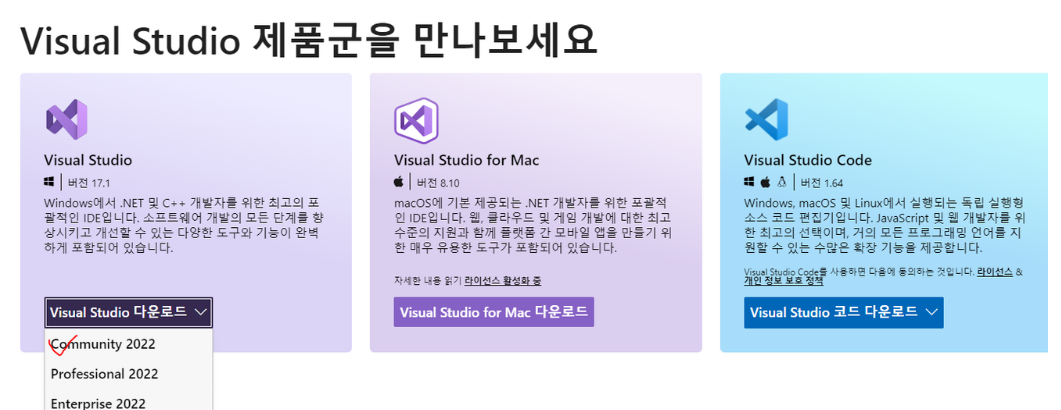 Visual Studio 제품군을 만나보세요
Visual Studio
버전 17.1
Windows에서 .NET 및 C++ 개발자를 위한 최고의 포
괄적인 IDE입니다. 소프트웨어 개발의 모든 단계를 향
상시키고 개선할 수 있는 다양한 도구와 기능이 완벽
하게 포함되어 있습니다.
Visual Studio 다운로드
Community 2022
Professional 2022
Enterprise 2022
Visual Studio for Mac
버전 8.10
macOS에 기본 제공되는 .NET 개발자를 위한 포괄적
인 IDE입니다. 웹, 클라우드 및 게임 개발에 대한 최고
수준의 지원과 함께 플랫폼 간 모바일 앱을 만들기 위
한 매우 유용한 도구가 포함되어 있습니다.
자세한 내용 읽기 라이선스 활성화 중
Visual Studio for Mac 다운로드
Visual Studio Code
버전 1.64
Windows, macOS 및 Linux에서 실행되는 독립 실행형
소스 코드 편집기입니다. JavaScript 및 웹 개발자를 위
한 최고의 선택이며, 거의 모든 프로그래밍 언어를 지
원할 수 있는 수많은 확장 기능을 제공합니다.
Visual Studio Code를 사용하면 다음에 동의하는 것입니다. 라이선스 &
개인 정보 보호 정책
Visual Studio 코드 다운로드